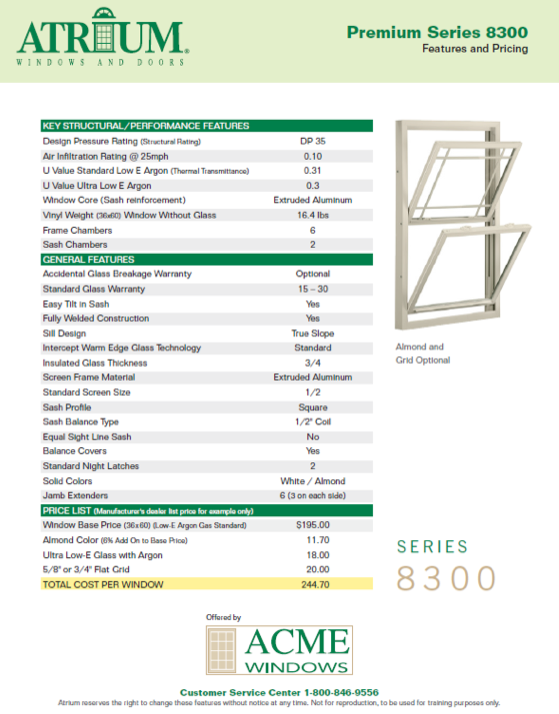 ATRIUM®
WINDOWS AND DOORS
Premium Series 8300
Features and Pricing
KEY STRUCTURAL/PERFORMANCE FEATURES
Design Pressure Rating (Structural Rating) DP 35
Air Infiltration Rating @ 25mph 0.10
U Value Standard Low E Argon (Thermal Transmittance) 0.31
U Value Ultra Low E Argon 0.3
Window Core (Sash reinforcement) Extruded Aluminum
Vinyl Weight (36x60) Window Without Glass 16.4 lbs
Frame Chambers 6
Sash Chambers 2
GENERAL FEATURES
Accidental Glass Breakage Warranty Optional
Standard Glass Warranty 15 – 30
Easy Tilt in Sash Yes
Fully Welded Construction Yes
Sill Design True Slope
Intercept Warm Edge Glass Technology Standard
Insulated Glass Thickness 3/4
Screen Frame Material Extruded Aluminum
Standard Screen Size 1/2
Sash Profile Square
Sash Balance Type 1/2" Coil
Equal Sight Line Sash No
Balance Covers Yes
Standard Night Latches 2
Solid Colors White / Almond
Jamb Extenders 6 (3 on each side)
PRICE LIST (Manufacturer's dealer list price for example only)
Window Base Price (36x60) (Low-E Argon Gas Standard) $195.00
Almond Color (6% Add On to Base Price) 11.70
Ultra Low-E Glass with Argon 18.00
5/8" or 3/4" Flat Grid 20.00
TOTAL COST PER WINDOW 244.70
Almond and
Grid Optional
SERIES
8300
Offered by
ACME
WINDOWS
Customer Service Center 1-800-846-9556
Atrium reserves the right to change these features without notice at any time. Not for reproduction, to be used for training purposes only.